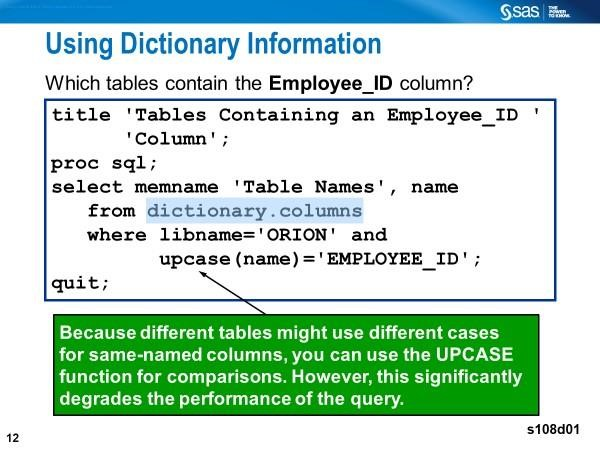 sas THE POWER TO KNOW.
Using Dictionary Information
Which tables contain the Employee_ID column?
title 'Tables Containing an Employee_ID '
'Column';
proc sql;
select memname 'Table Names', name
from dictionary.columns
where libname='ORION' and
upcase(name)='EMPLOYEE_ID';
quit;
Because different tables might use different cases
for same-named columns, you can use the UPCASE
function for comparisons. However, this significantly
degrades the performance of the query.
12
s108d01